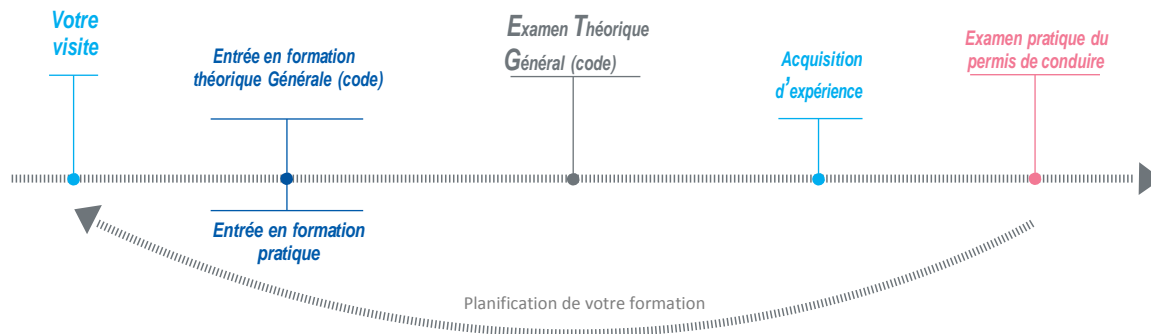 Votre
visite
Entrée en formation
théorique Générale (code)
Examen Théorique
Général (code)
Acquisition
d'expérience
Examen pratique du
permis de conduire
Entrée en formation
pratique
Planification de votre formation